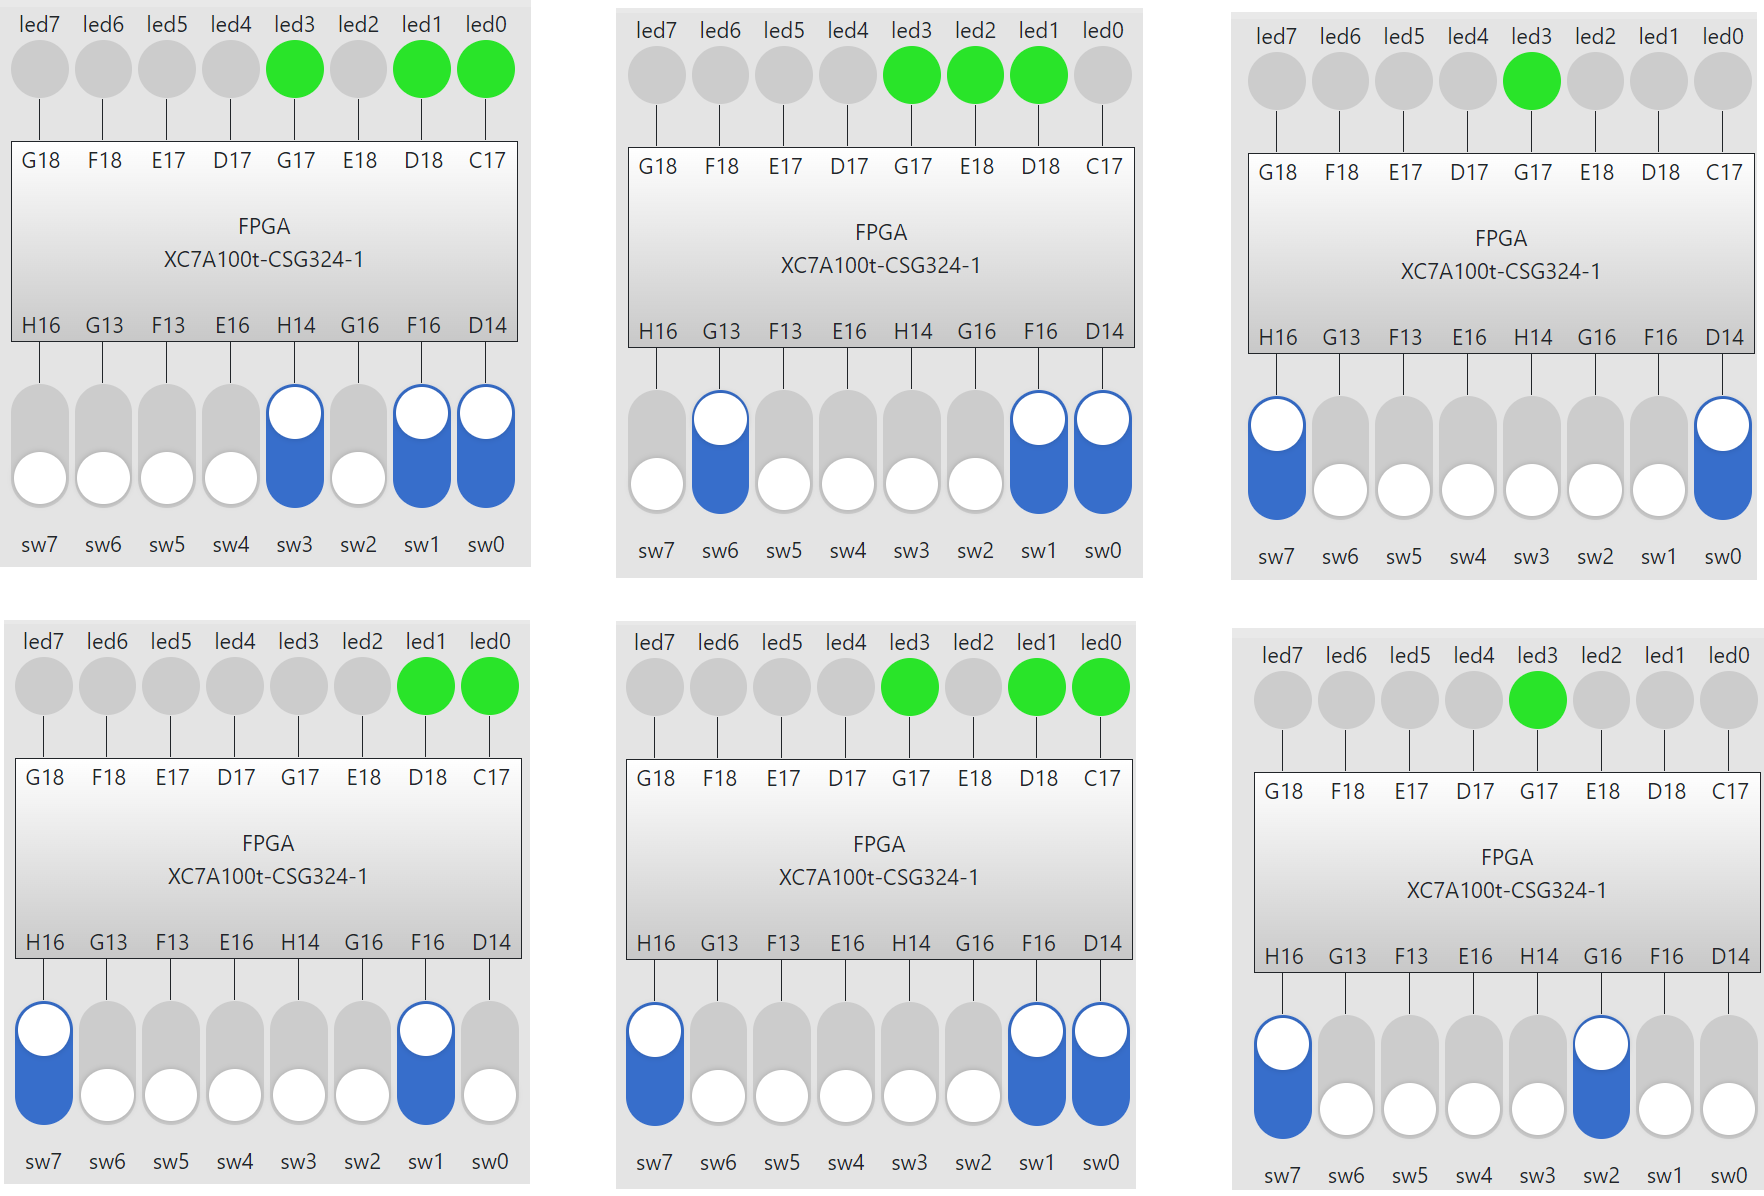 led7 led6 led5 led4 led3 led2 led1 led0
G18 F18 E17 D17 G17 E18 D18 C17
FPGA
XC7A100t-CSG324-1
H16 G13 F13 E16 H14 G16 F16 D14
sw7 sw6 sw5 sw4 sw3 sw2 sw1 sw0
led7 led6 led5 led4 led3 led2 led1 led0
G18 F18 E17 D17 G17 E18 D18 C17
FPGA
XC7A100t-CSG324-1
H16 G13 F13 E16 H14 G16 F16 D14
sw7 sw6 sw5 sw4 sw3 sw2 sw1 sw0
led7 led6 led5 led4 led3 led2 led1 led0
G18 F18 E17 D17 G17 E18 D18 C17
FPGA
XC7A100t-CSG324-1
H16 G13 F13 E16 H14 G16 F16 D14
sw7 sw6 sw5 sw4 sw3 sw2 sw1 sw0
led7 led6 led5 led4 led3 led2 led1 led0
G18 F18 E17 D17 G17 E18 D18 C17
FPGA
XC7A100t-CSG324-1
H16 G13 F13 E16 H14 G16 F16 D14
sw7 sw6 sw5 sw4 sw3 sw2 sw1 sw0
led7 led6 led5 led4 led3 led2 led1 led0
G18 F18 E17 D17 G17 E18 D18 C17
FPGA
XC7A100t-CSG324-1
H16 G13 F13 E16 H14 G16 F16 D14
sw7 sw6 sw5 sw4 sw3 sw2 sw1 sw0
led7 led6 led5 led4 led3 led2 led1 led0
G18 F18 E17 D17 G17 E18 D18 C17
FPGA
XC7A100t-CSG324-1
H16 G13 F13 E16 H14 G16 F16 D14
sw7 sw6 sw5 sw4 sw3 sw2 sw1 sw0